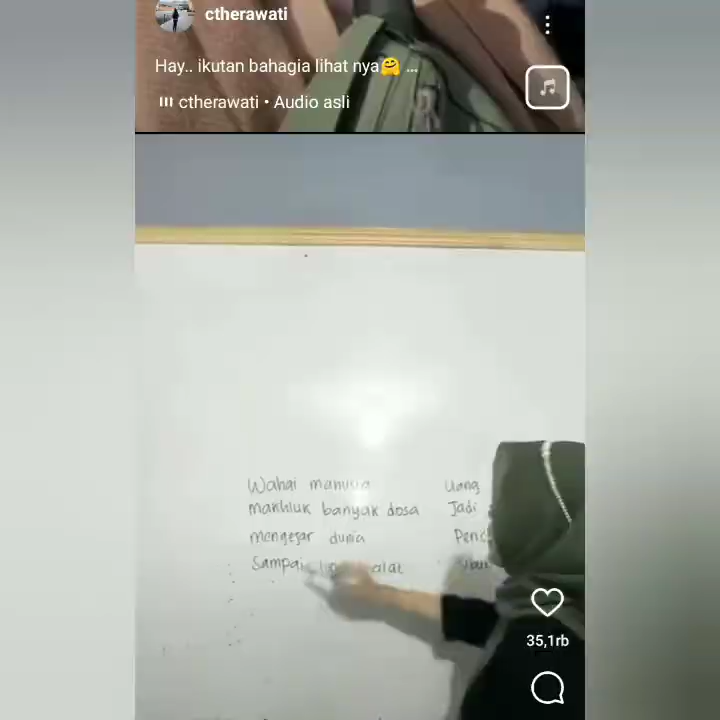 ctherawati
Hay.. ikutan bahagia lihat nya🤗 ...
ctherawati • Audio asli
Wahai manusia
makhluk banyak dosa
mengejar dunia
Sampai
Uang
Jadi
35,1rb